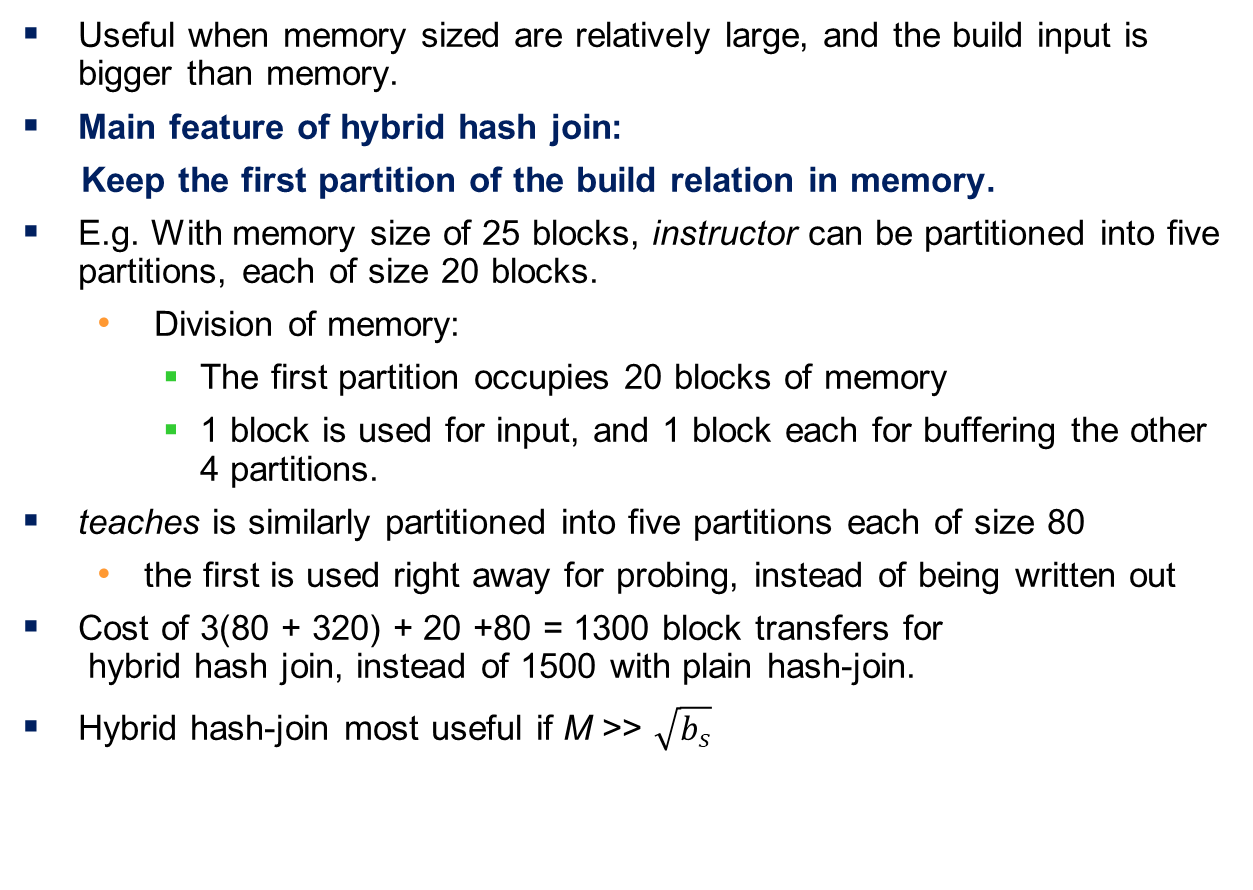 ▪ Useful when memory sized are relatively large, and the build input is
bigger than memory.
▪ Main feature of hybrid hash join:
Keep the first partition of the build relation in memory.
▪ E.g. With memory size of 25 blocks, instructor can be partitioned into five
partitions, each of size 20 blocks.
• Division of memory:
▪ The first partition occupies 20 blocks of memory
▪ 1 block is used for input, and 1 block each for buffering the other
4 partitions.
▪ teaches is similarly partitioned into five partitions each of size 80
• the first is used right away for probing, instead of being written out
▪ Cost of 3(80 + 320) + 20 +80 = 1300 block transfers for
hybrid hash join, instead of 1500 with plain hash-join.
▪ Hybrid hash-join most useful if M >> √b_s